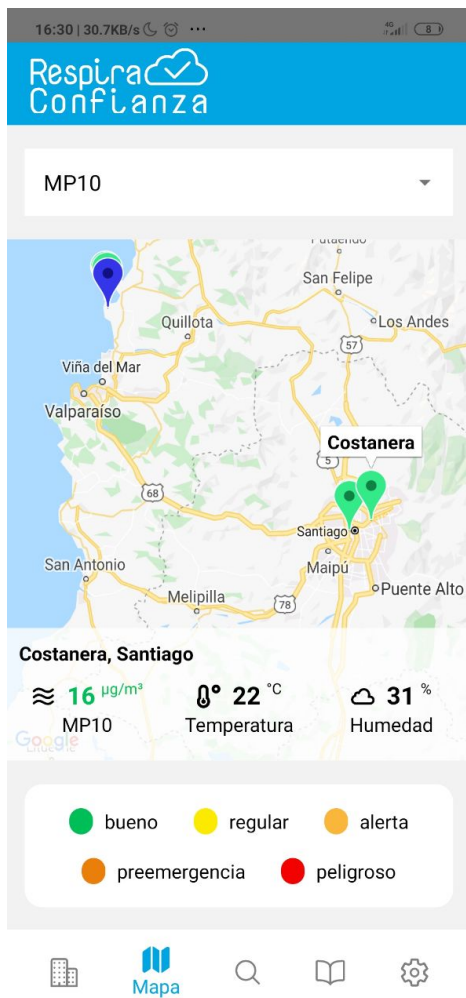 16:30 | 30.7KB/s ...
4G
8
Respira
Confianza
MP10
Putaendo
San Felipe
Quillota
Los Andes
57
Viña del Mar
Valparaíso
Costanera
5
68
Santiago
San Antonio
Maipú
Melipilla
78
Puente Alto
Costanera, Santiago
16 µg/m³
22 °C
31 %
MP10
Temperatura
Humedad
Google
bueno
regular
alerta
preemergencia
peligroso
Mapa